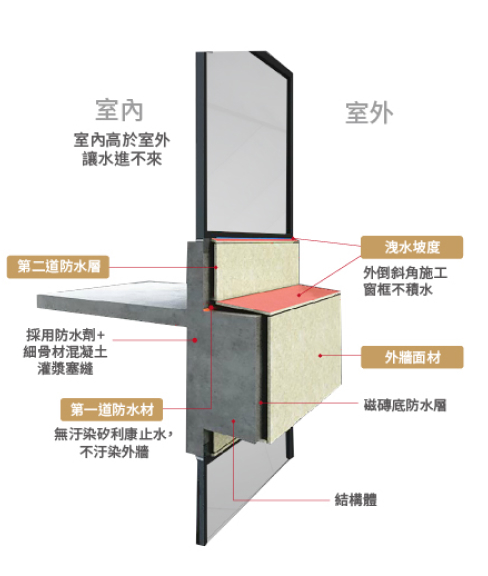 室內
室內高於室外
讓水進不來
室外
洩水坡度
外倒斜角施工
窗框不積水
第二道防水層
採用防水劑+
細骨材混凝土
灌漿塞縫
外牆面材
第一道防水材
無汙染矽利康止水,
不汙染外牆
磁磚底防水層
結構體